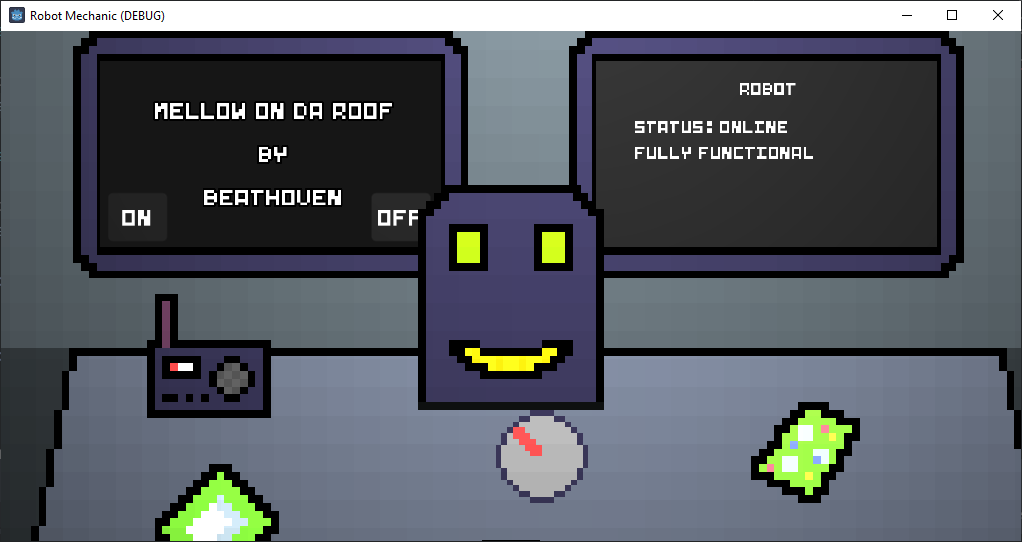 Robot Mechanic (DEBUG)
MELLOW ON DA ROOF
BY
BEATHOVEN
ON
OFF
ROBOT
STATUS: ONLINE
FULLY FUNCTIONAL